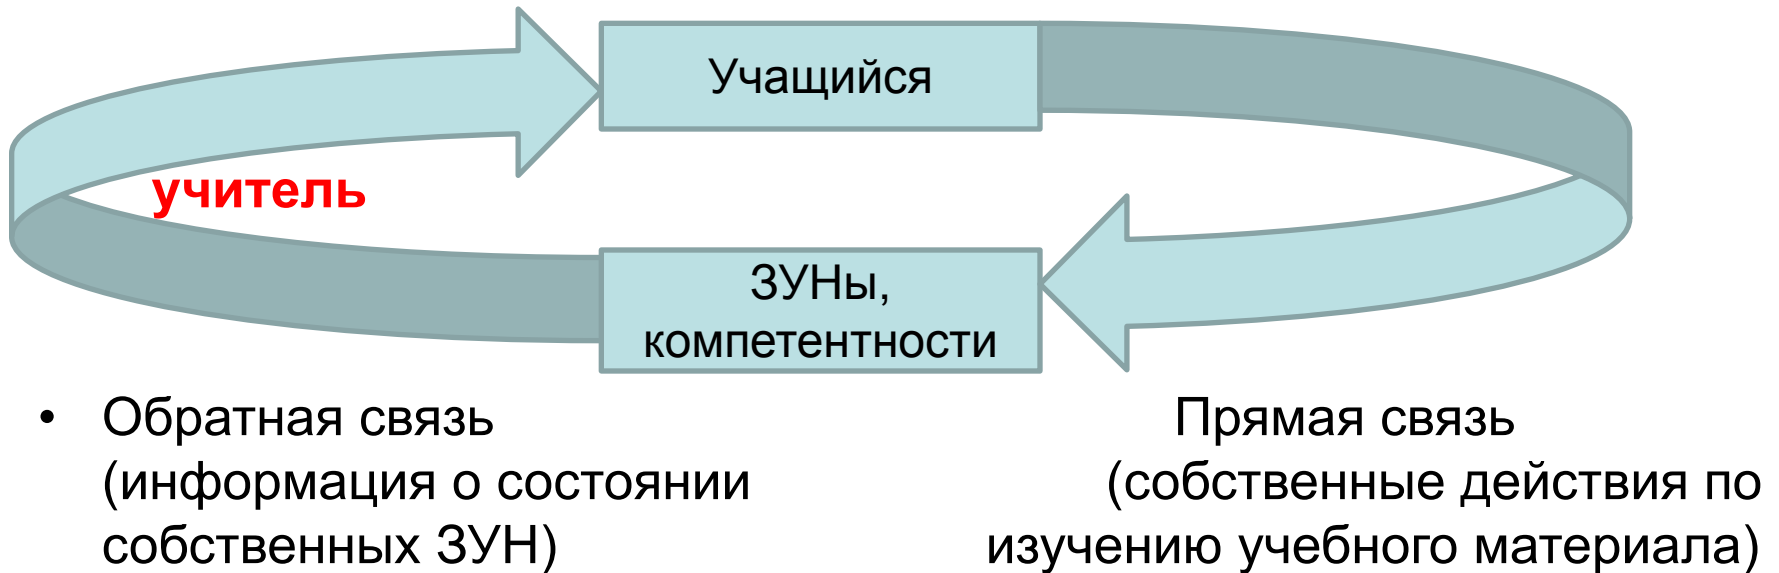 Учащийся
учитель
ЗУНы,
компетентности
• Обратная связь
(информация о состоянии
собственных ЗУН)
Прямая связь
(собственные действия по
изучению учебного материала)